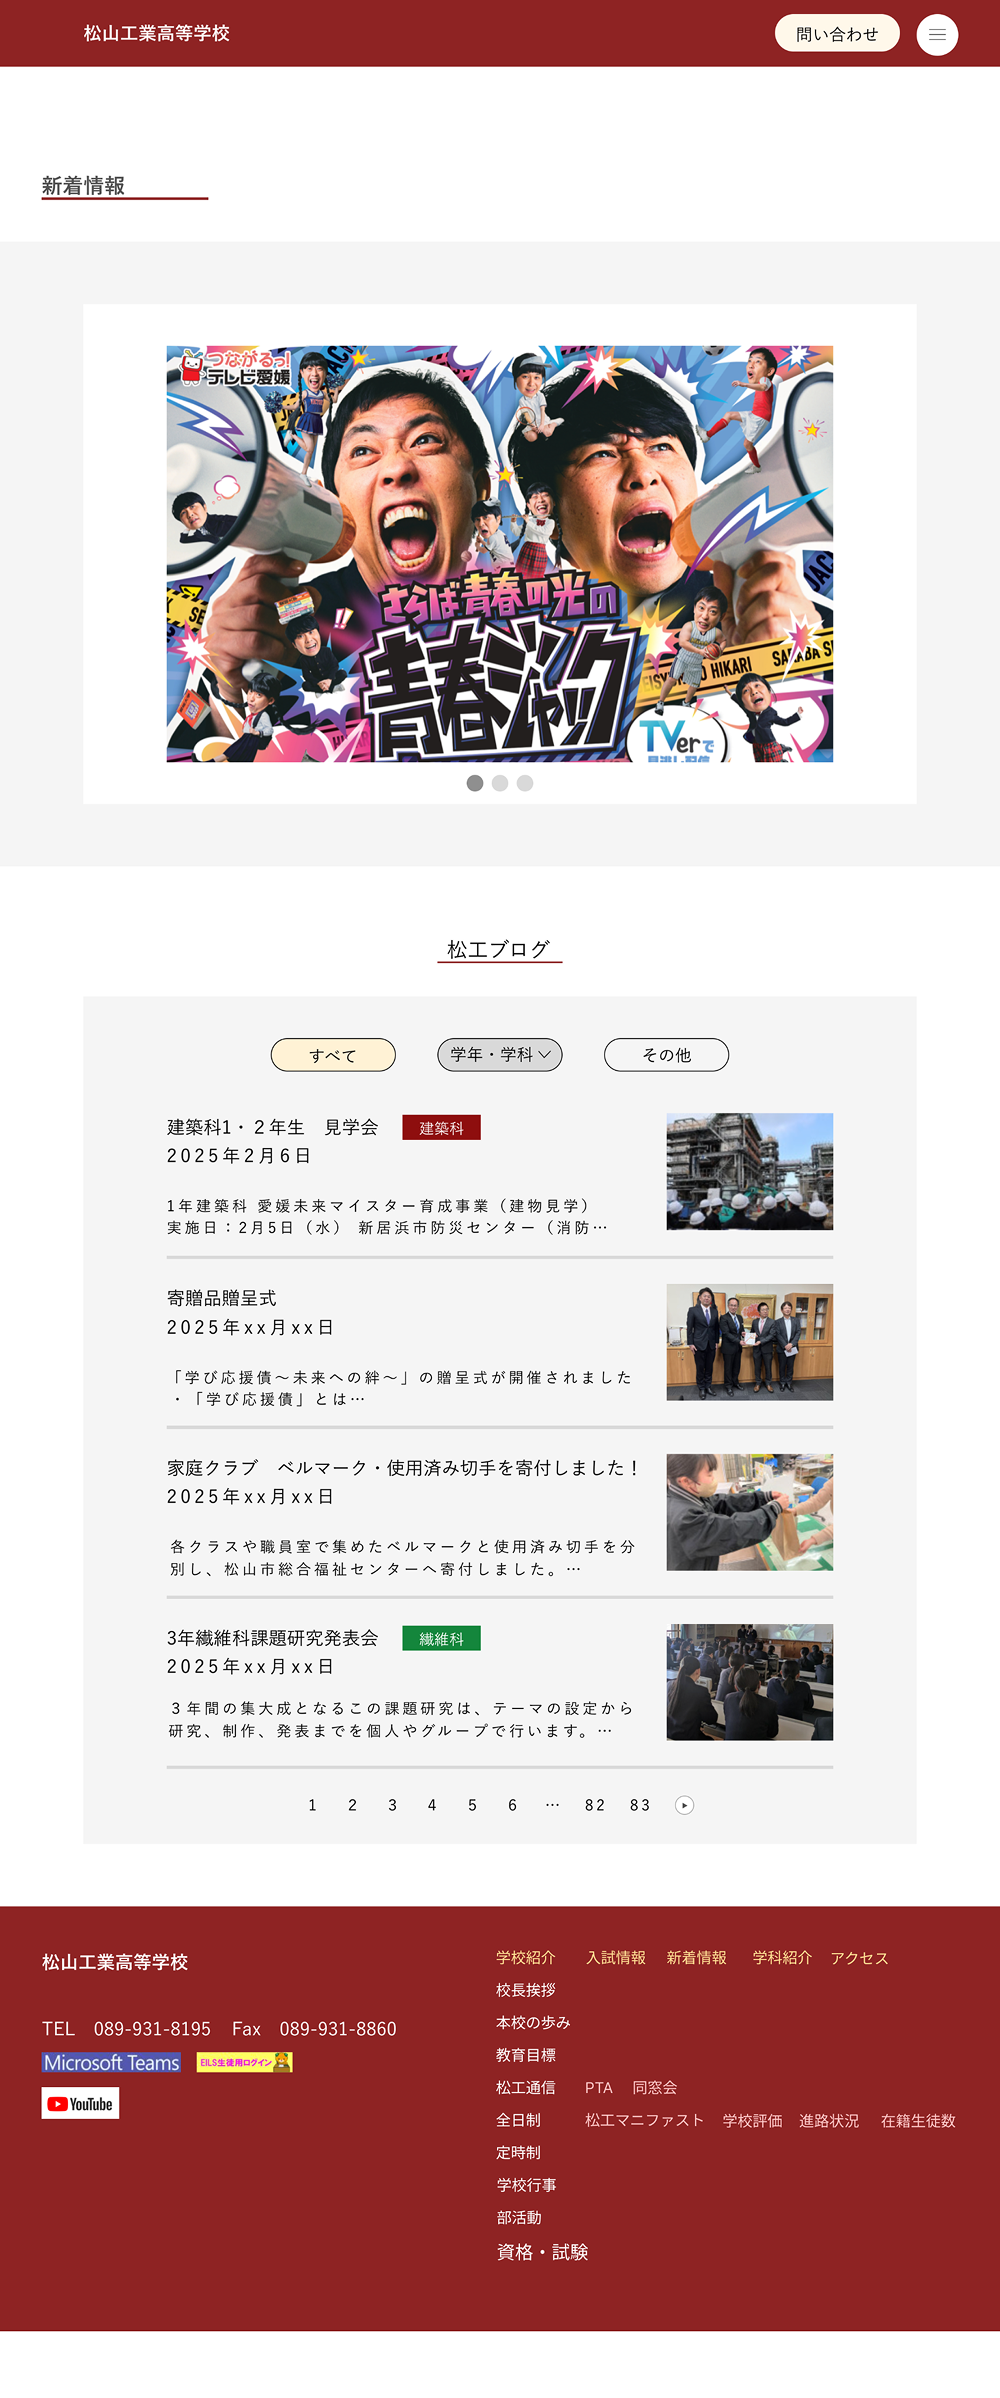 松山工業高等学校
問い合わせ
新着情報
つながるっ!
テレビ愛媛
さらば青春の光の
青春ジャック
EISYUN NO HIKARI
TVerで
見逃し配信
松工ブログ
すべて
学年・学科
その他
建築科1・２年生　見学会
建築科
2025年2月6日
1年建築科 愛媛未来マイスター育成事業（建物見学）
実施日：2月5日（水） 新居浜市防災センター（消防…
寄贈品贈呈式
2025年xx月xx日
「学び応援債～未来への絆～」の贈呈式が開催されました
・「学び応援債」とは…
家庭クラブ　ベルマーク・使用済み切手を寄付しました！
2025年xx月xx日
各クラスや職員室で集めたベルマークと使用済み切手を分
別し、松山市総合福祉センターへ寄付しました。…
3年繊維科課題研究発表会
繊維科
2025年xx月xx日
３年間の集大成となるこの課題研究は、テーマの設定から
研究、制作、発表までを個人やグループで行います。…
1 2 3 4 5 6 … 82 83
松山工業高等学校
TEL　089-931-8195　Fax　089-931-8860
Microsoft Teams
EILS生徒用ログイン
YouTube
学校紹介 入試情報 新着情報 学科紹介 アクセス
校長挨拶
本校の歩み
教育目標
松工通信 PTA 同窓会
全日制 松工マニファスト 学校評価 進路状況 在籍生徒数
定時制
学校行事
部活動
資格・試験